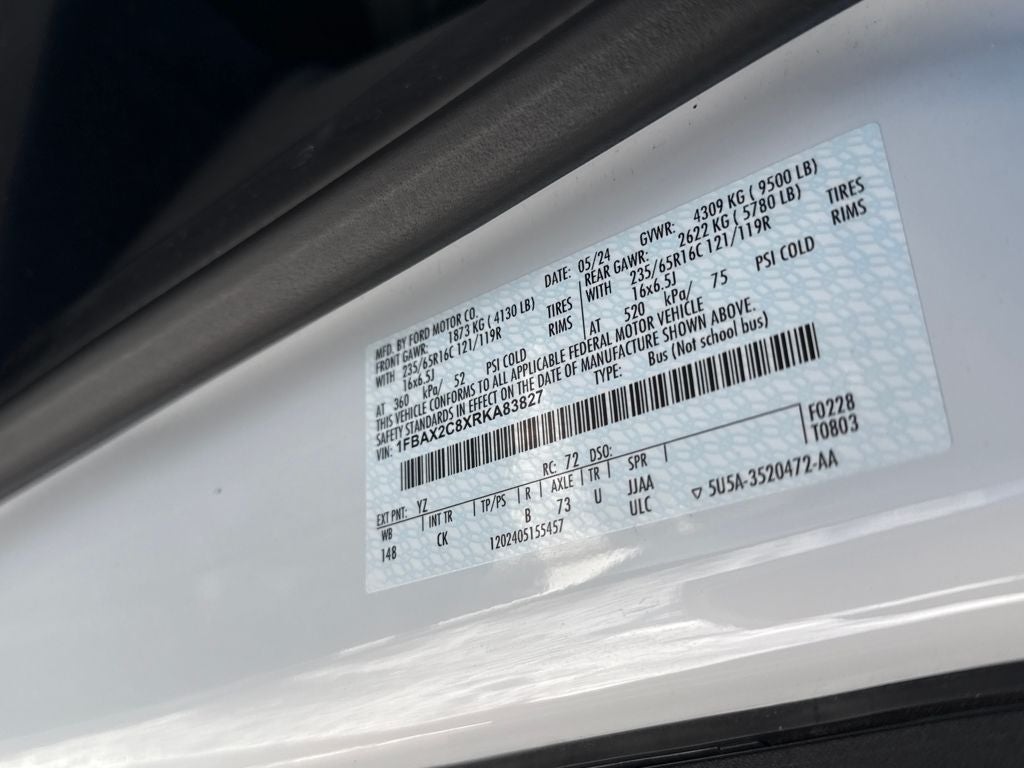 MFD. BY FORD MOTOR CO. DATE: 05/24 GVWR: 4309 KG ( 9500 LB)
FRONT GAWR: 1873 KG ( 4130 LB) REAR GAWR: 2622 KG ( 5780 LB)
WITH 235/65R16C 121/119R TIRES WITH 235/65R16C 121/119R TIRES
16x6.5J RIMS 16x6.5J RIMS
AT 360 kPa/ 52 PSI COLD AT 520 kPa/ 75 PSI COLD
THIS VEHICLE CONFORMS TO ALL APPLICABLE FEDERAL MOTOR VEHICLE
SAFETY STANDARDS IN EFFECT ON THE DATE OF MANUFACTURE SHOWN ABOVE.
VIN: 1FBAX2C8XRKA83827 TYPE: Bus (Not school bus)
F0228
EXT PNT: YZ RC: 72 DSO: T0803
WB INT TR TP/PS R AXLE TR SPR
148 CK B 73 U JJAA 5U5A-3520472-AA
1202405155457 ULC